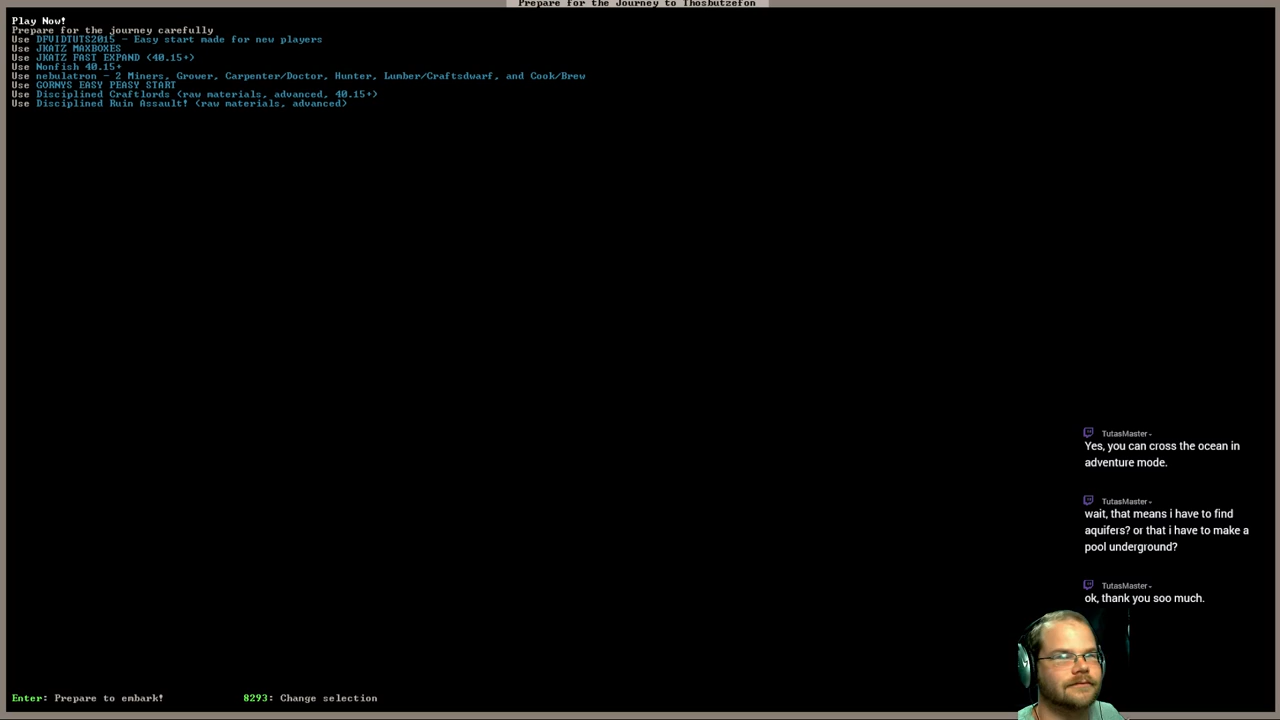 Prepare for the Journey to Thosbutzefon
Play Now!
Prepare for the journey carefully
Use DFVIDTUTS2015 - Easy start made for new players
Use JKATZ MAXBOXES
Use JKATZ FAST EXPAND (40.15+)
Use Nonfish 40.15+
Use nebulatron - 2 Miners, Grower, Carpenter/Doctor, Hunter, Lumber/Craftsdwarf, and Cook/Brew
Use GORNYS EASY PEASY START
Use Disciplined Craftlords (raw materials, advanced, 40.15+)
Use Disciplined Ruin Assault! (raw materials, advanced)
TutasMaster-
Yes, you can cross the ocean in
adventure mode.
TutasMaster-
wait, that means i have to find
aquifers? or that i have to make a
pool underground?
TutasMaster-
ok, thank you soo much.
Enter: Prepare to embark! 8293: Change selection